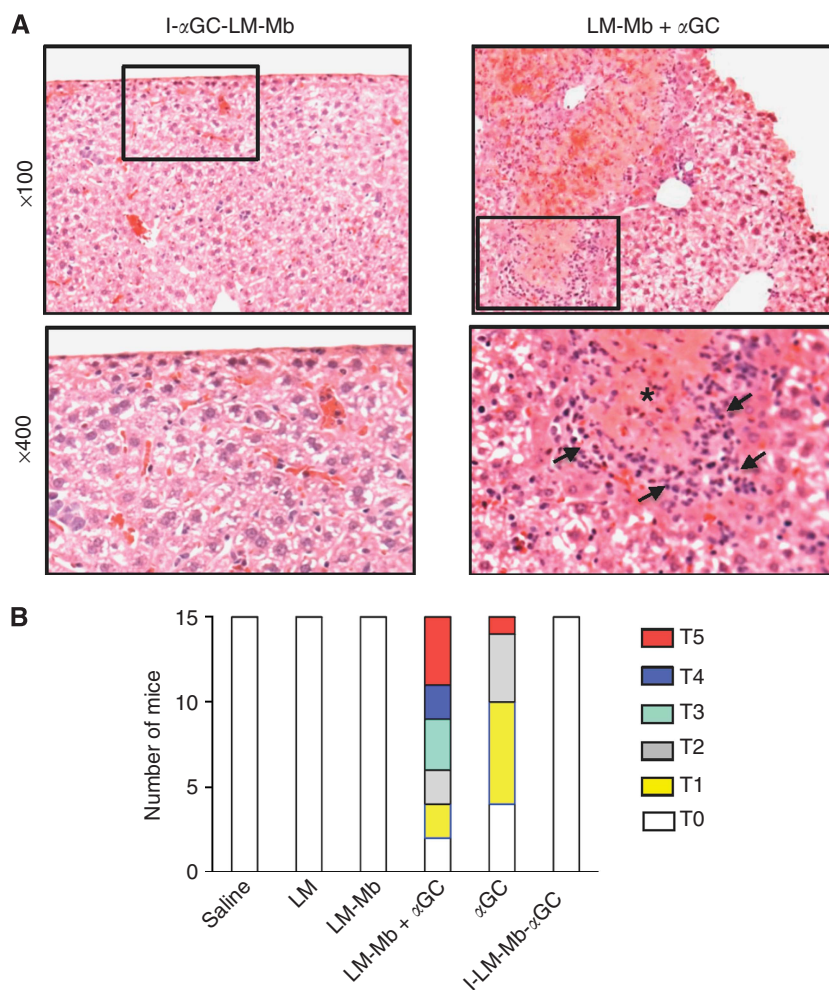 A
I-αGC-LM-Mb
LM-Mb + αGC
×100
×400
*
B
Number of mice
15
10
5
0
Saline
LM
LM-Mb
LM-Mb + αGC
αGC
I-LM-Mb-αGC
T5
T4
T3
T2
T1
T0